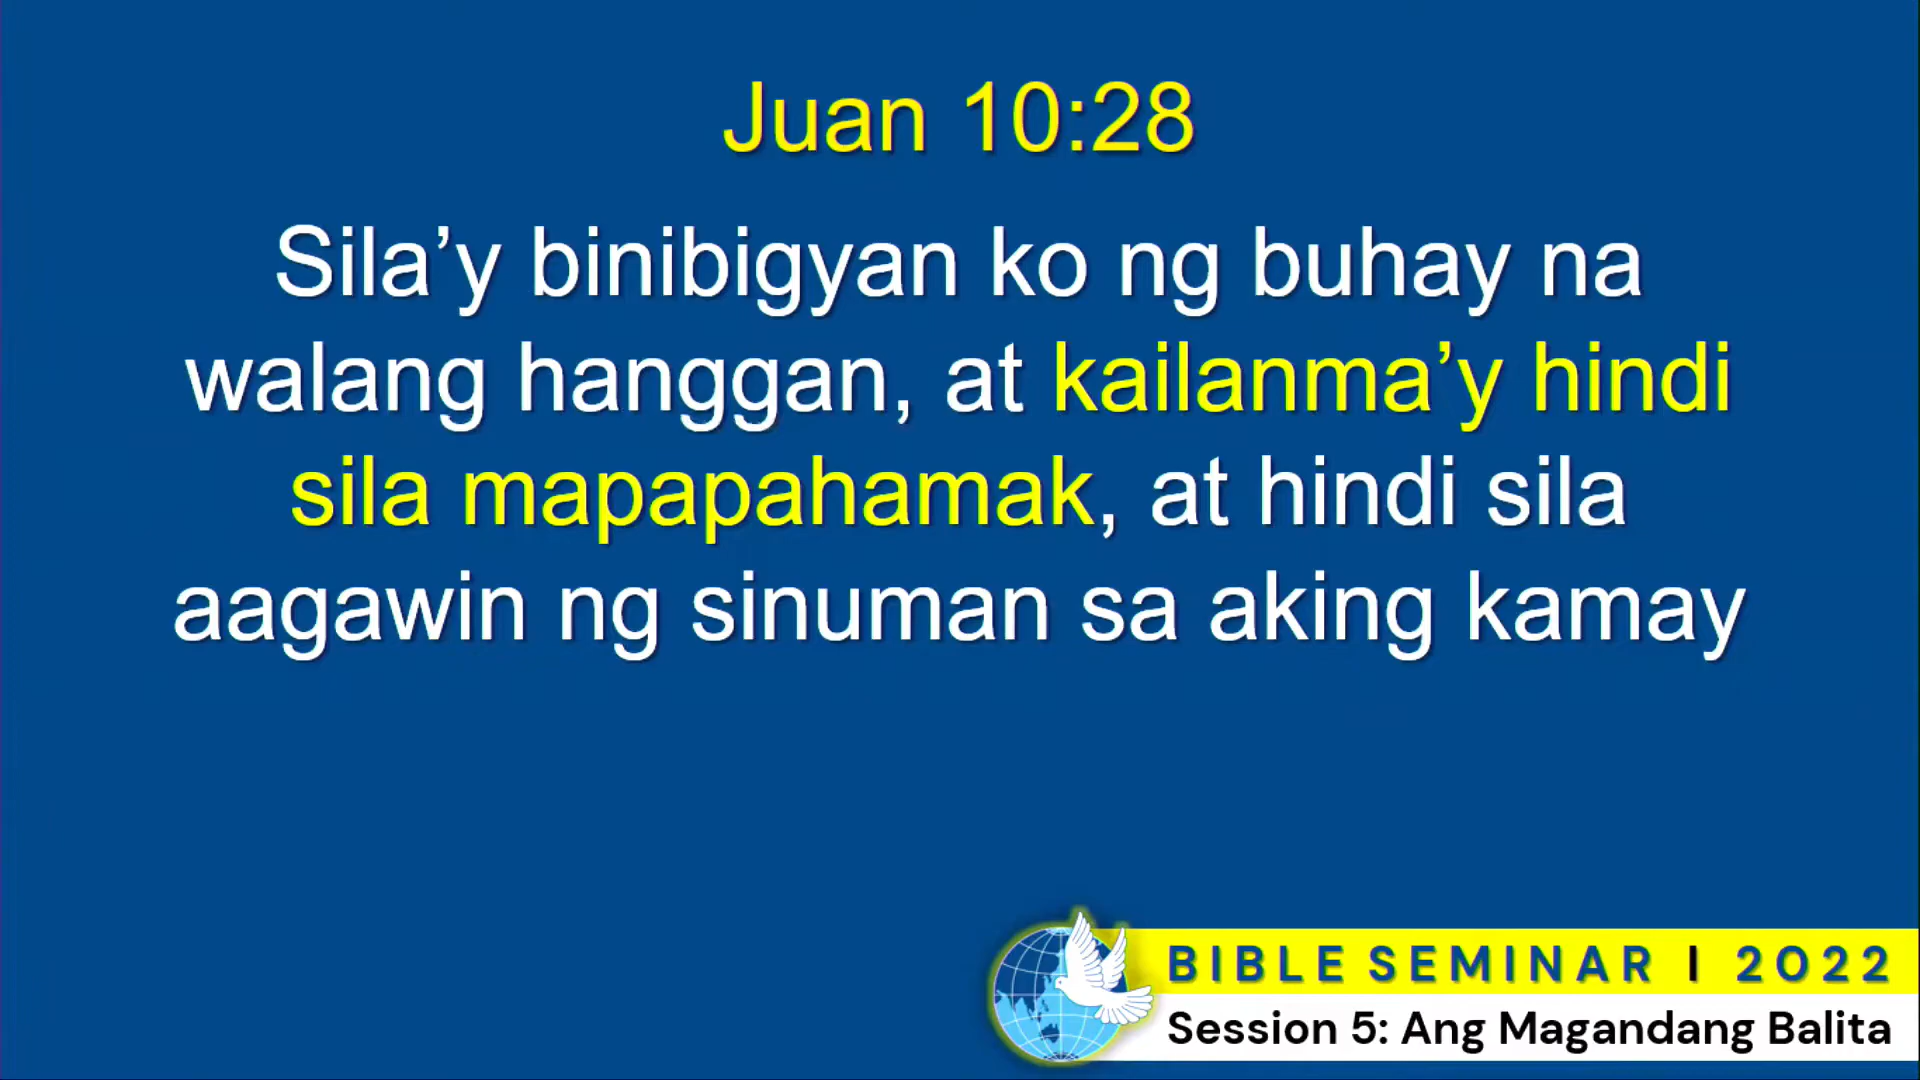 Juan 10:28
Sila’y binibigyan ko ng buhay na
walang hanggan, at kailanma’y hindi
sila mapapahamak, at hindi sila
aagawin ng sinuman sa aking kamay
BIBLE SEMINAR | 2022
Session 5: Ang Magandang Balita